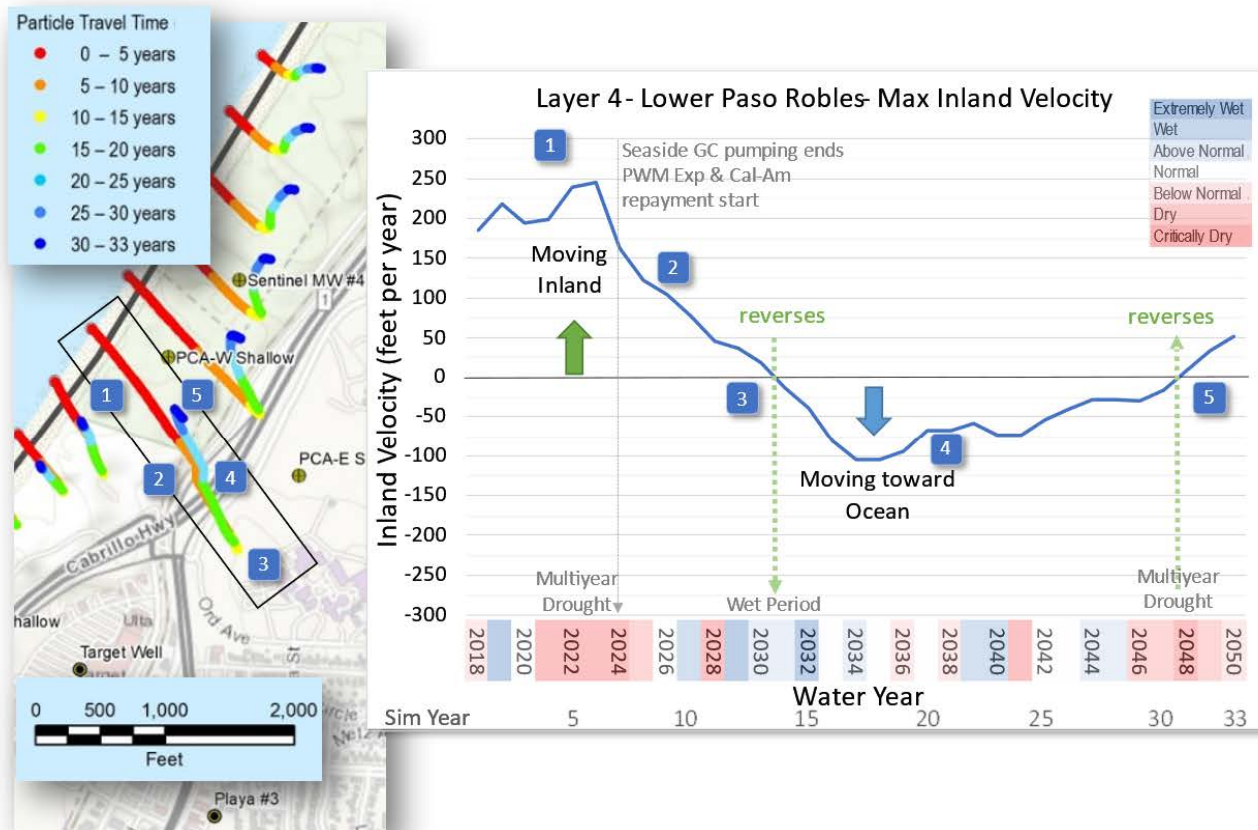 Particle Travel Time
0 – 5 years
5 – 10 years
10 – 15 years
15 – 20 years
20 – 25 years
25 – 30 years
30 – 33 years
Sentinel MW #4
1
PCA-W Shallow
1
5
PCA-E S
2
4
3
Cabrillo Hwy
Ord Ave
hallow
Ulta
Target Well
Target
St
0 500 1,000 2,000
Feet
Playa #3
Layer 4 - Lower Paso Robles- Max Inland Velocity
Extremely Wet
Wet
Above Normal
Normal
Below Normal
Dry
Critically Dry
Inland Velocity (feet per year)
300
250
200
150
100
50
0
-50
-100
-150
-200
-250
-300
1
Seaside GC pumping ends
PWM Exp & Cal-Am
repayment start
Moving
Inland
2
reverses
reverses
3
5
4
Moving toward
Ocean
Multiyear
Drought
Wet Period
Multiyear
Drought
2018 2020 2022 2024 2026 2028 2030 2032 2034 2036 2038 2040 2042 2044 2046 2048 2050
Water Year
Sim Year 5 10 15 20 25 30 33